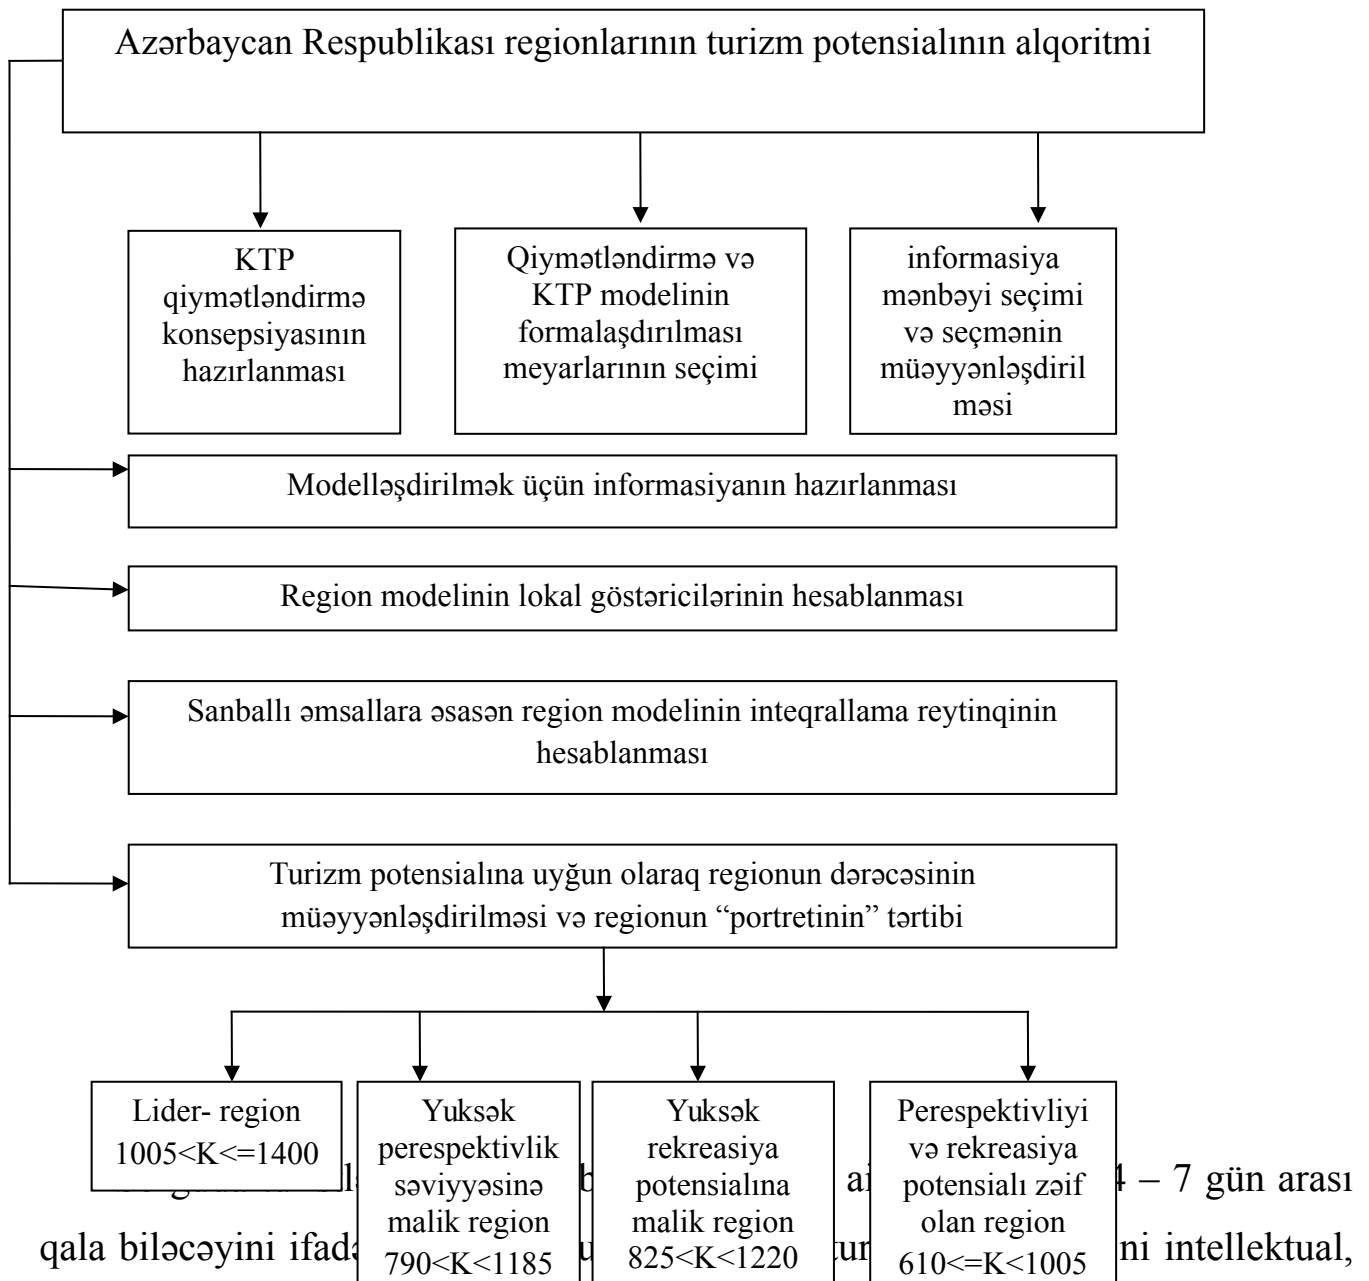 Azərbaycan Respublikası regionlarının turizm potensialının alqoritmi
KTP
qiymətləndirmə
konsepsiyasının
hazırlanması
Qiymətləndirmə və
KTP modelinin
formalaşdırılması
meyarlarının seçimi
informasiya
mənbəyi seçimi
və seçmənin
müəyyənləşdiril
məsi
Modelləşdirilmək üçün informasiyanın hazırlanması
Region modelinin lokal göstəricilərinin hesablanması
Sanballı əmsallara əsasən region modelinin inteqrallama reytinqinin
hesablanması
Turizm potensialına uyğun olaraq regionun dərəcəsinin
müəyyənləşdirilməsi və regionun “portretinin” tərtibi
Lider- region
1005<K<=1400
Yuksək
perespektivlik
səviyyəsinə
malik region
790<K<1185
Yuksək
rekreasiya
potensialına
malik region
825<K<1220
Perespektivliyi
və rekreasiya
potensialı zəif
olan region
610<=K<1005
– 7 gün arası
qala biləcəyini intellektual,